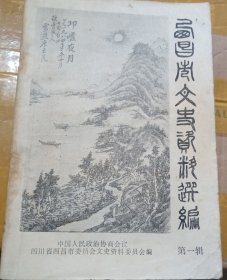 西昌市文史资料选编
邛海夜月
中国人民政治协商会议
四川省西昌市委员会文史资料委员会编
第一辑